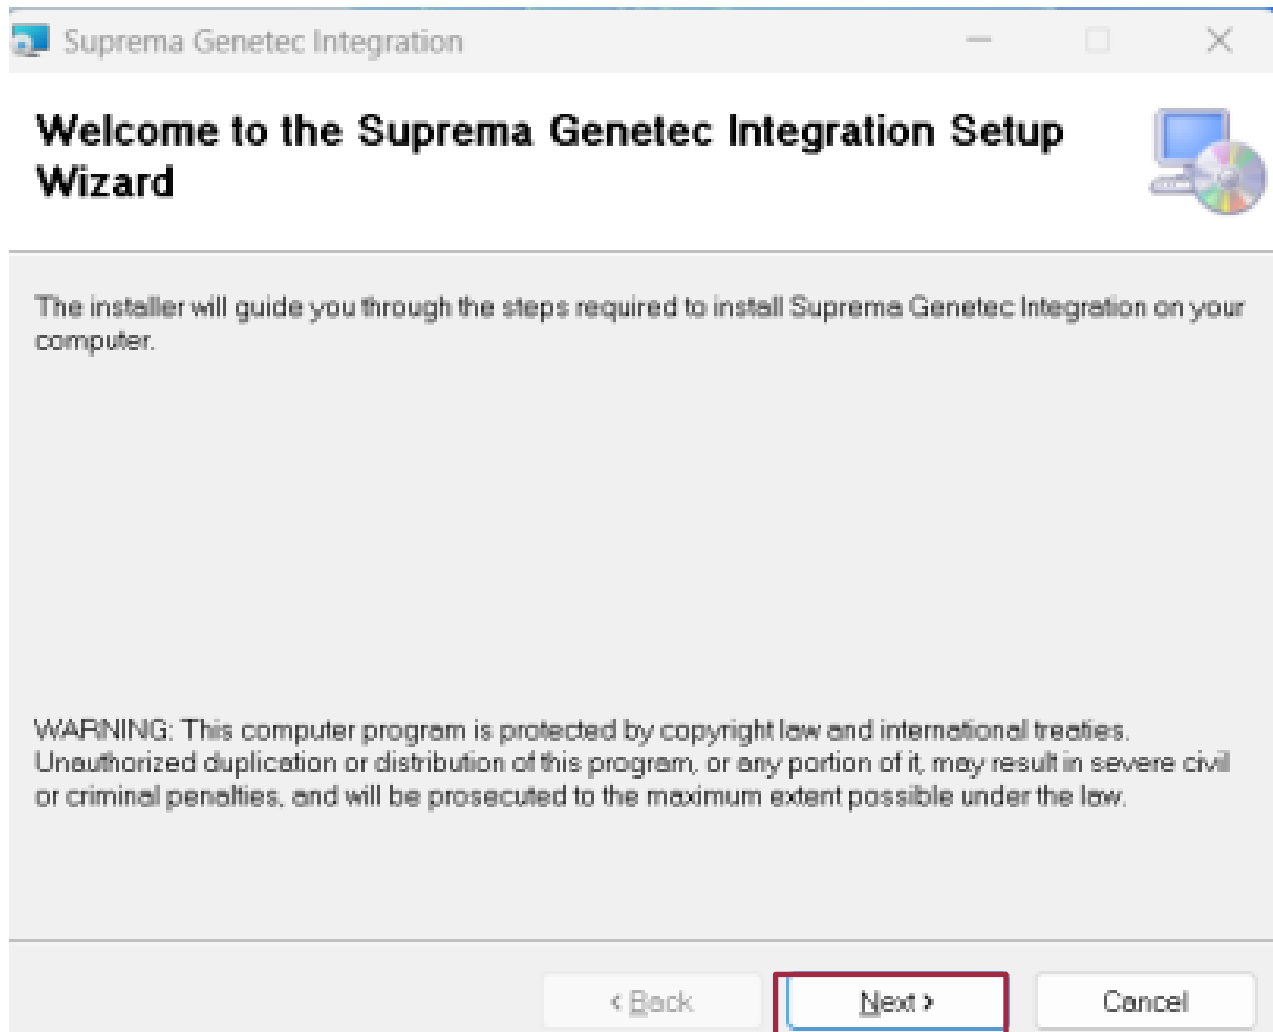 Suprema Genetec Integration
Welcome to the Suprema Genetec Integration Setup
Wizard
The installer will guide you through the steps required to install Suprema Genetec Integration on your
computer.
WARNING: This computer program is protected by copyright law and international treaties.
Unauthorized duplication or distribution of this program, or any portion of it, may result in severe civil
or criminal penalties, and will be prosecuted to the maximum extent possible under the law.
< Back Next > Cancel